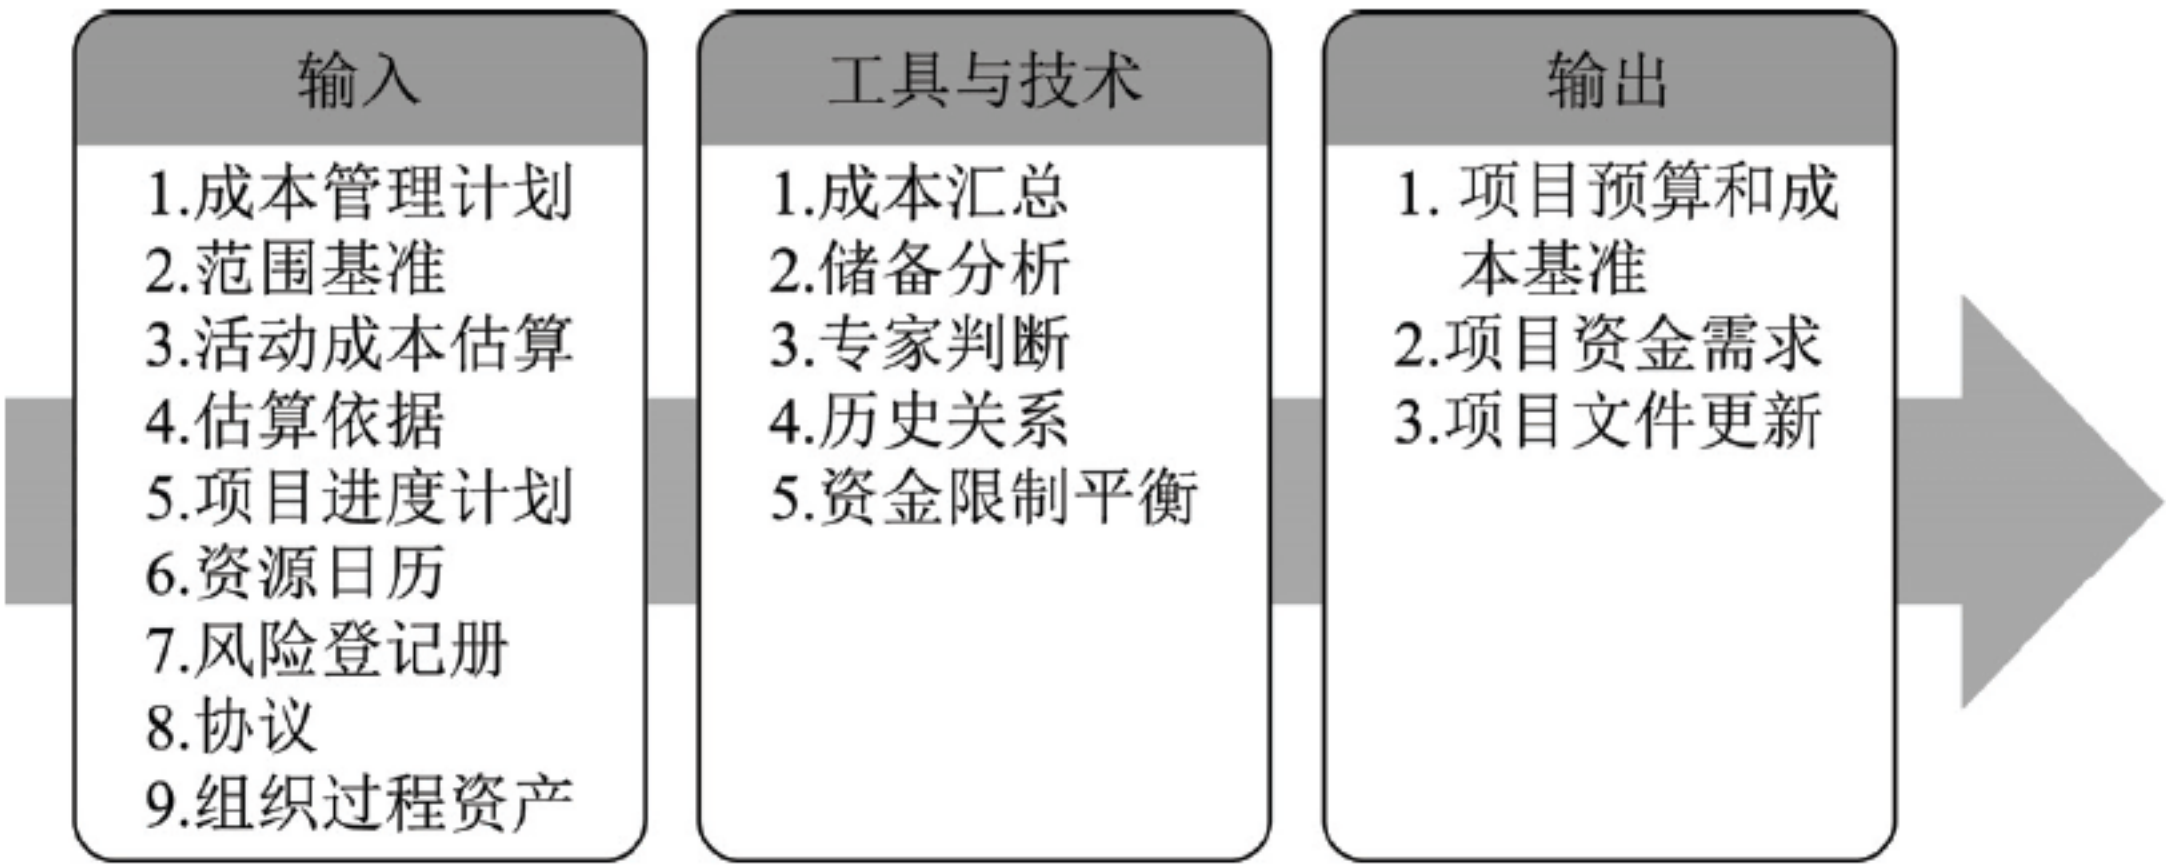 输入
1.成本管理计划
2.范围基准
3.活动成本估算
4.估算依据
5.项目进度计划
6.资源日历
7.风险登记册
8.协议
9.组织过程资产
工具与技术
1.成本汇总
2.储备分析
3.专家判断
4.历史关系
5.资金限制平衡
输出
1. 项目预算和成
本基准
2.项目资金需求
3.项目文件更新